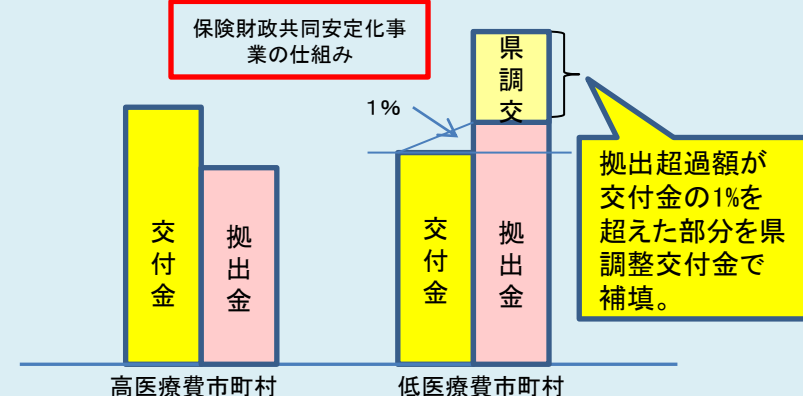 保険財政共同安定化事
業の仕組み
県調交
1%
拠出超過額が
交付金の1%を
超えた部分を県
調整交付金で
補填。
交付金
拠出金
交付金
拠出金
高医療費市町村
低医療費市町村